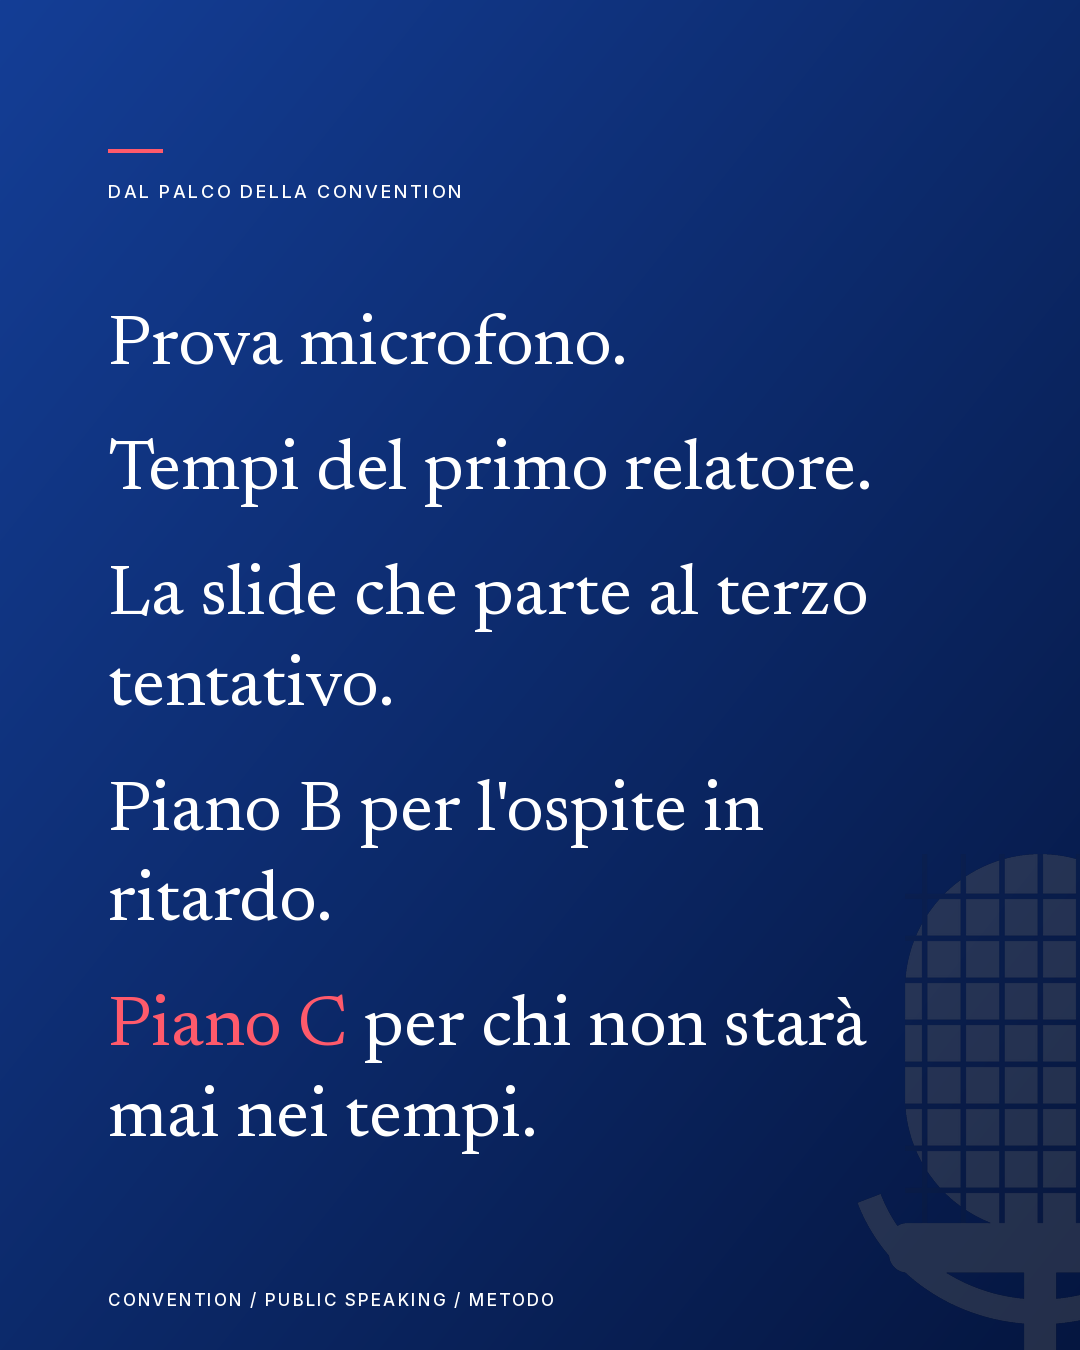 DAL PALCO DELLA CONVENTION
Prova microfono.
Tempi del primo relatore.
La slide che parte al terzo
tentativo.
Piano B per l'ospite in
ritardo.
Piano C per chi non starà
mai nei tempi.
CONVENTION / PUBLIC SPEAKING / METODO